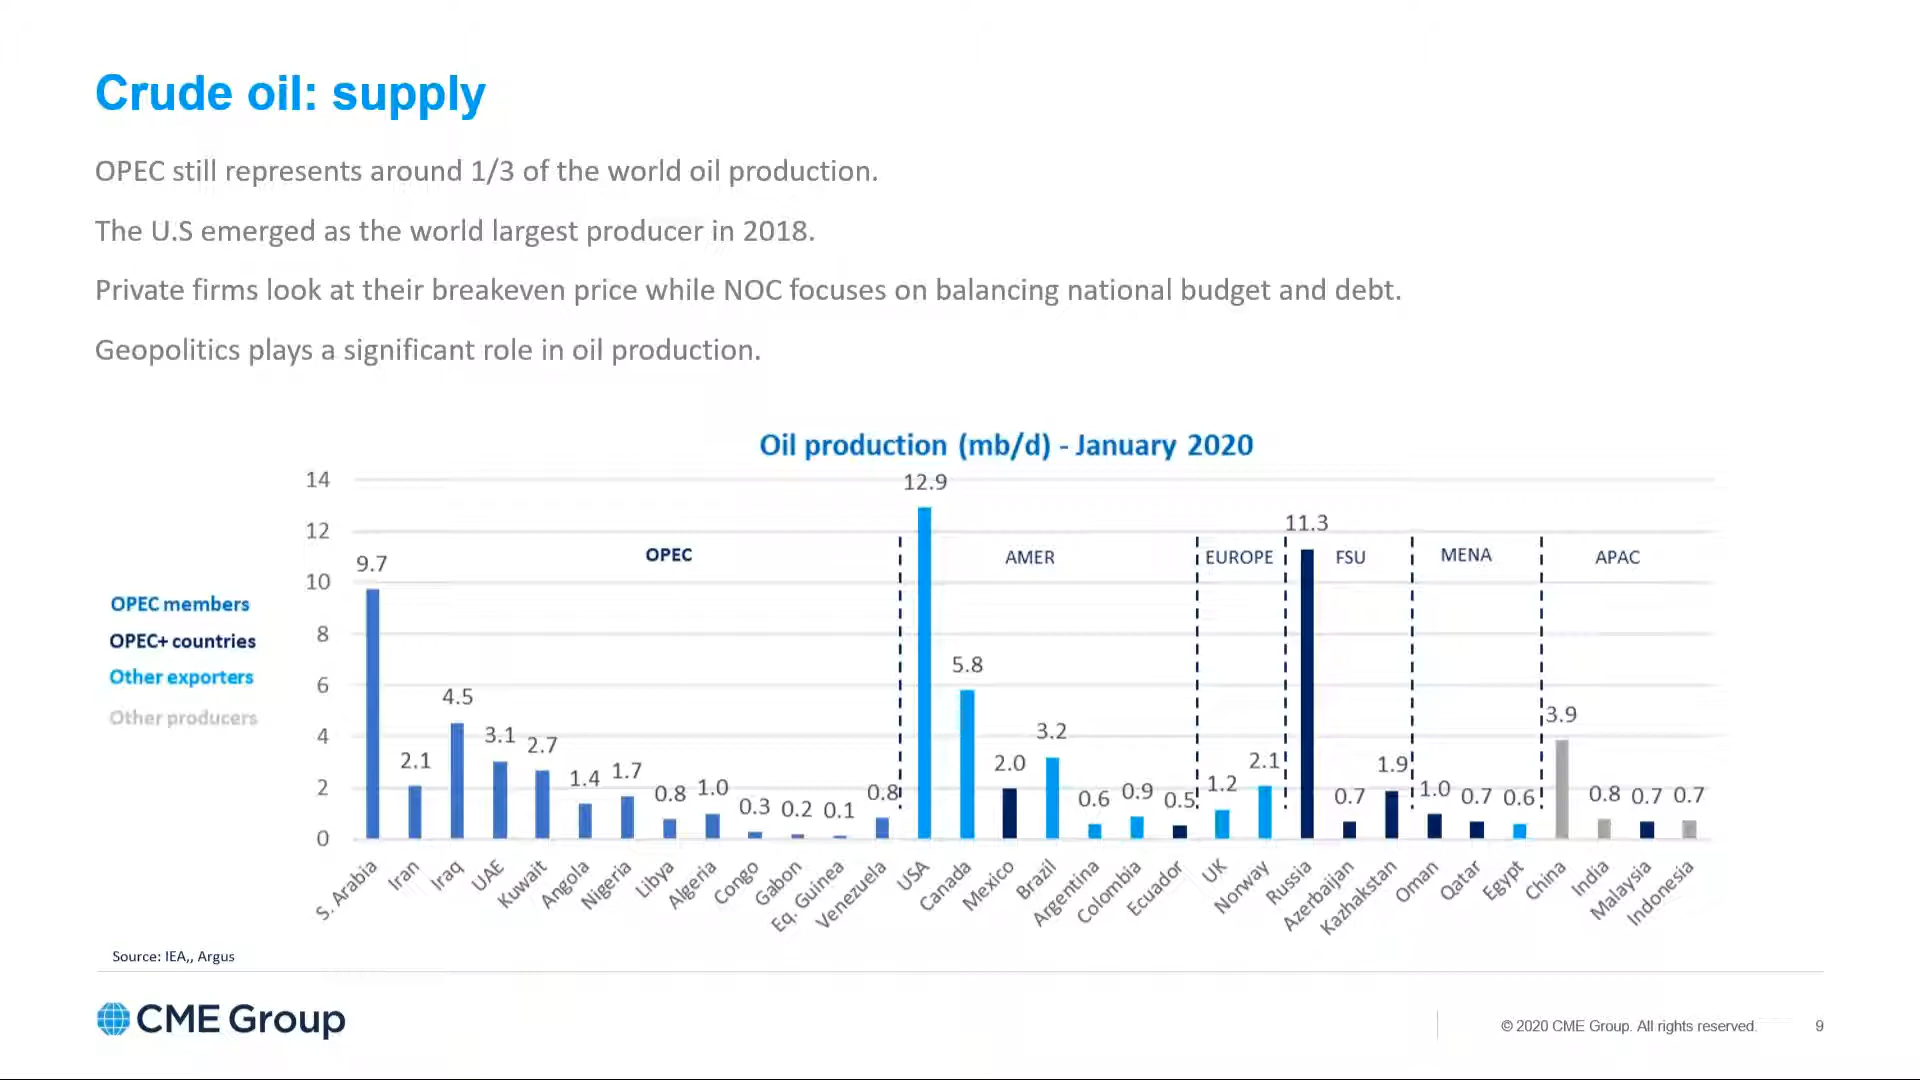 Crude oil: supply
OPEC still represents around 1/3 of the world oil production.
The U.S emerged as the world largest producer in 2018.
Private firms look at their breakeven price while NOC focuses on balancing national budget and debt.
Geopolitics plays a significant role in oil production.
Oil production (mb/d) - January 2020
14
12
10
8
6
4
2
0
OPEC members
OPEC+ countries
Other exporters
Other producers
OPEC
AMER
EUROPE
FSU
MENA
APAC
9.7
2.1
4.5
3.1
2.7
1.4
1.7
0.8
1.0
0.3
0.2
0.1
0.8
12.9
5.8
2.0
3.2
0.6
0.9
0.5
1.2
2.1
11.3
0.7
1.9
1.0
0.7
0.6
3.9
0.8
0.7
0.7
S. Arabia
Iran
Iraq
UAE
Kuwait
Angola
Nigeria
Libya
Algeria
Congo
Gabon
Eq. Guinea
Venezuela
USA
Canada
Mexico
Brazil
Argentina
Colombia
Ecuador
UK
Norway
Russia
Azerbaijan
Kazhakstan
Oman
Qatar
Egypt
China
India
Malaysia
Indonesia
Source: IEA,, Argus
CME Group
© 2020 CME Group. All rights reserved.
9